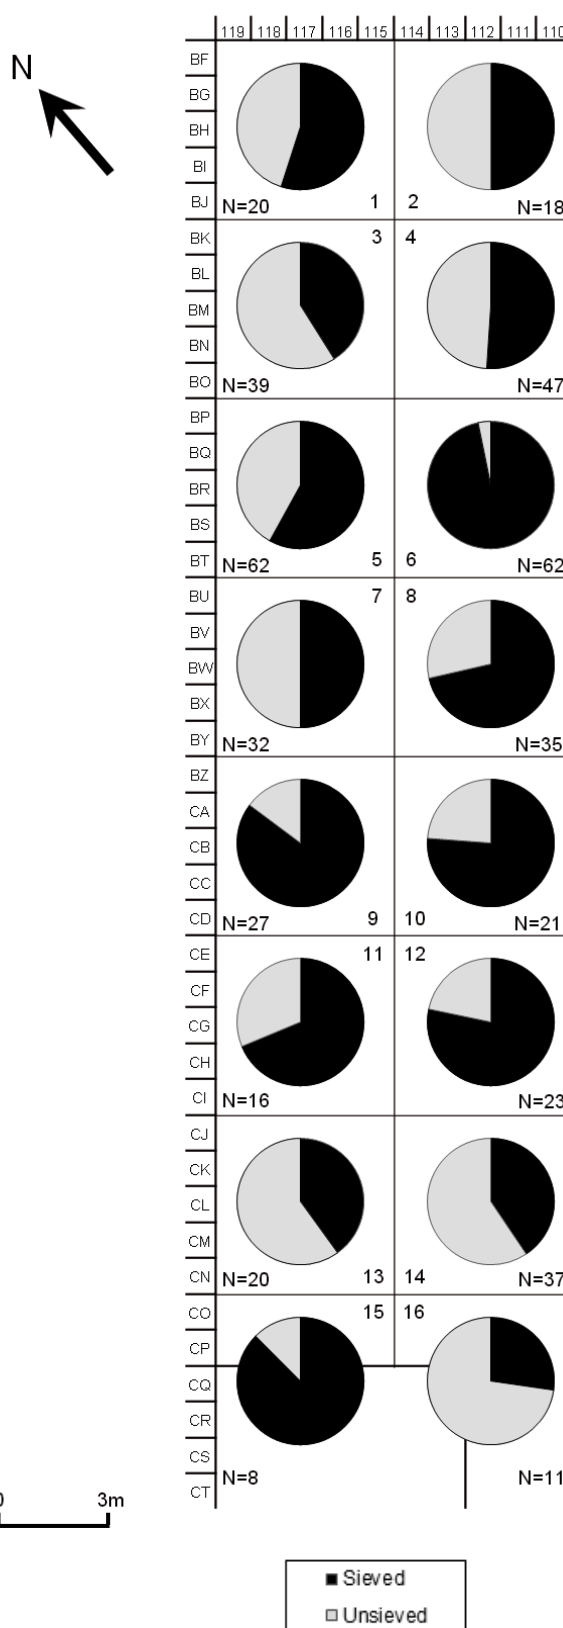 119 118 117 116 115 114 113 112 111 110
N
BF
BG
BH
BI
BJ
N=20 1 2 N=18
BK 3 4
BL
BM
BN
BO
N=39 N=47
BP
BQ
BR
BS
BT
N=62 5 6 N=62
BU 7 8
BV
BW
BX
BY
N=32 N=35
BZ
CA
CB
CC
CD
N=27 9 10 N=21
CE 11 12
CF
CG
CH
CI
N=16 N=23
CJ
CK
CL
CM
CN
N=20 13 14 N=37
CO 15 16
CP
CQ
CR
CS
N=8 N=11
CT
0 3m
Sieved
Unsieved